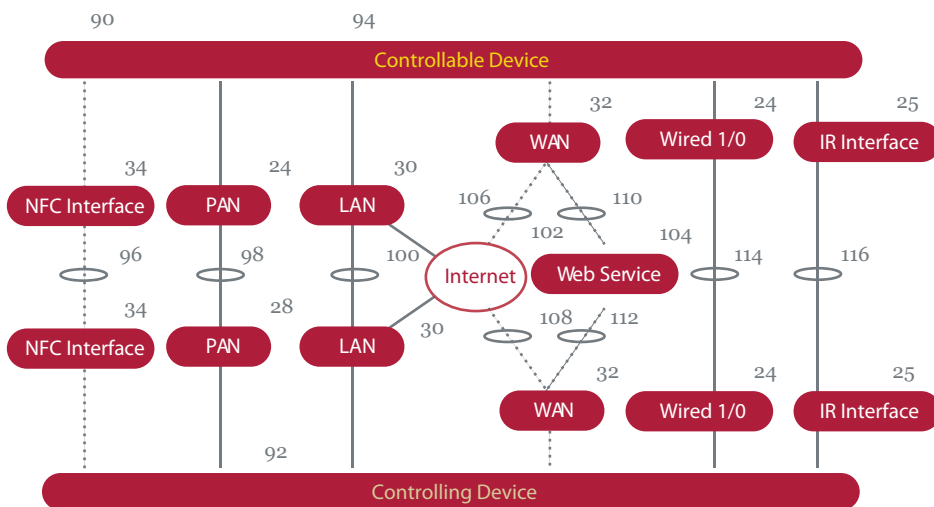 90 94
Controllable Device
32 24 25
WAN Wired 1/0 IR Interface
34 24 30
NFC Interface PAN LAN
106 110
102 104
96 98 100 Internet Web Service 114 116
34 28 30 108 112
NFC Interface PAN LAN
32 24 25
WAN Wired 1/0 IR Interface
92
Controlling Device